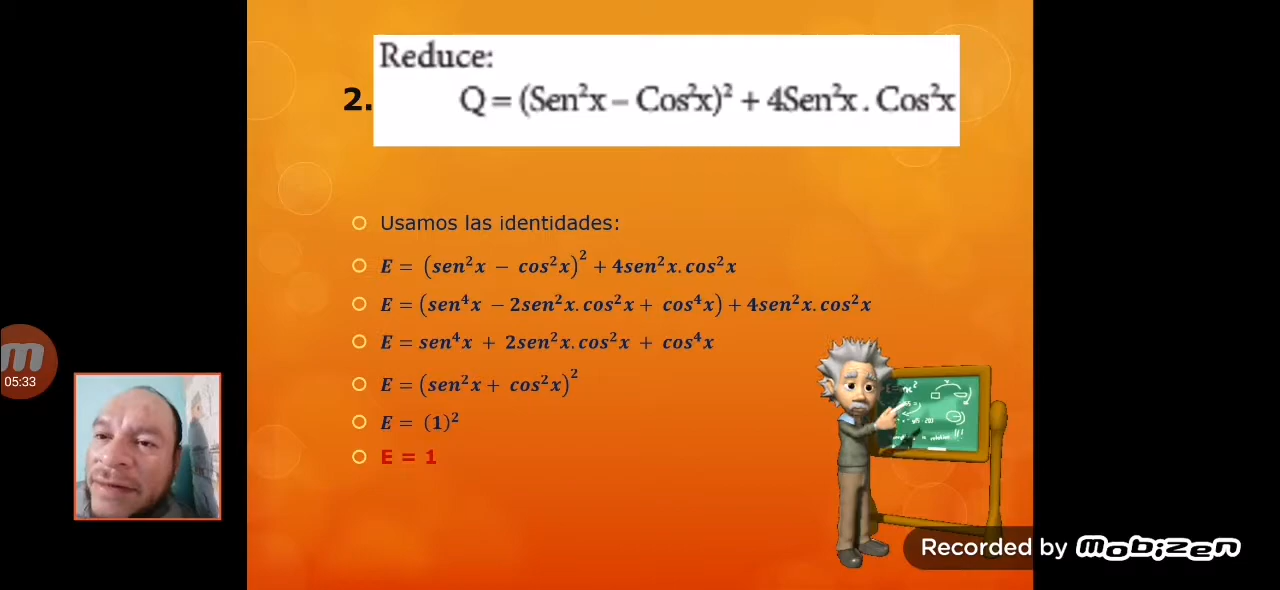 Reduce:
2. Q = (Sen²x – Cos²x)² + 4Sen²x . Cos²x
Usamos las identidades:
E = (sen²x − cos²x)² + 4sen²x.cos²x
E = (sen⁴x − 2sen²x.cos²x + cos⁴x) + 4sen²x.cos²x
E = sen⁴x + 2sen²x.cos²x + cos⁴x
E = (sen²x + cos²x)²
E = (1)²
E = 1
05:33
Recorded by mobizen